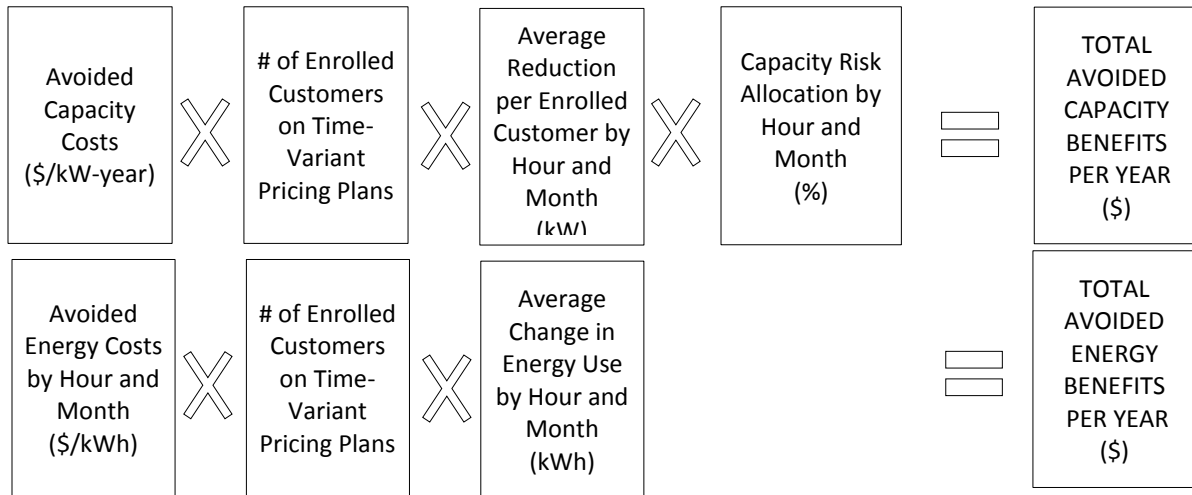 Avoided
Capacity
Costs
($/kW-year)
# of Enrolled
Customers
on Time-
Variant
Pricing Plans
Average
Reduction
per Enrolled
Customer by
Hour and
Month
(kW)
Capacity Risk
Allocation by
Hour and
Month
(%)
TOTAL
AVOIDED
CAPACITY
BENEFITS
PER YEAR
($)
Avoided
Energy Costs
by Hour and
Month
($/kWh)
# of Enrolled
Customers
on Time-
Variant
Pricing Plans
Average
Change in
Energy Use
by Hour and
Month
(kWh)
TOTAL
AVOIDED
ENERGY
BENEFITS
PER YEAR
($)